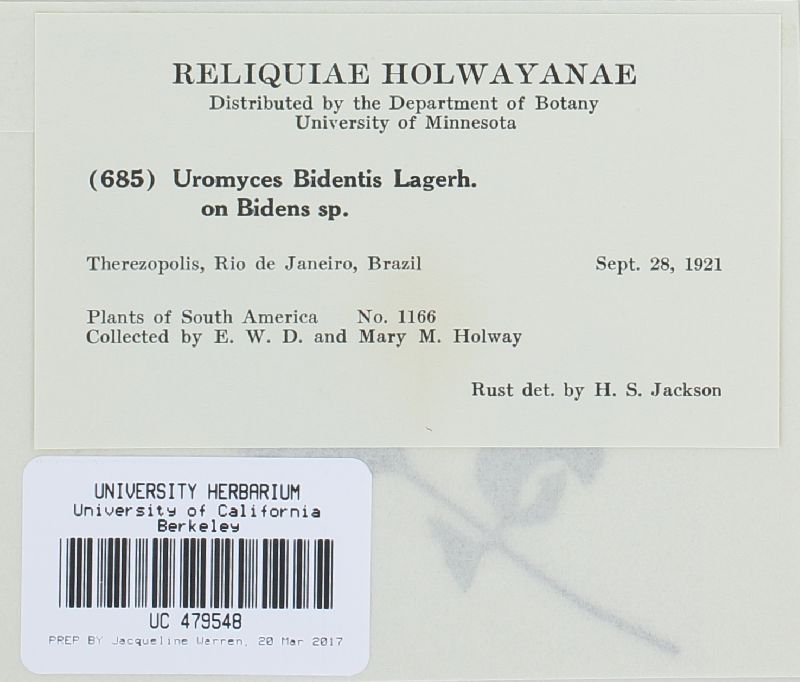 RELIQUIAE HOLWAYANAE
Distributed by the Department of Botany
University of Minnesota
(685) Uromyces Bidentis Lagerh.
on Bidens sp.
Therezopolis, Rio de Janeiro, Brazil Sept. 28, 1921
Plants of South America No. 1166
Collected by E. W. D. and Mary M. Holway
Rust det. by H. S. Jackson
UNIVERSITY HERBARIUM
University of California
Berkeley
UC 479548
PREP BY Jacqueline Warren, 20 Mar 2017